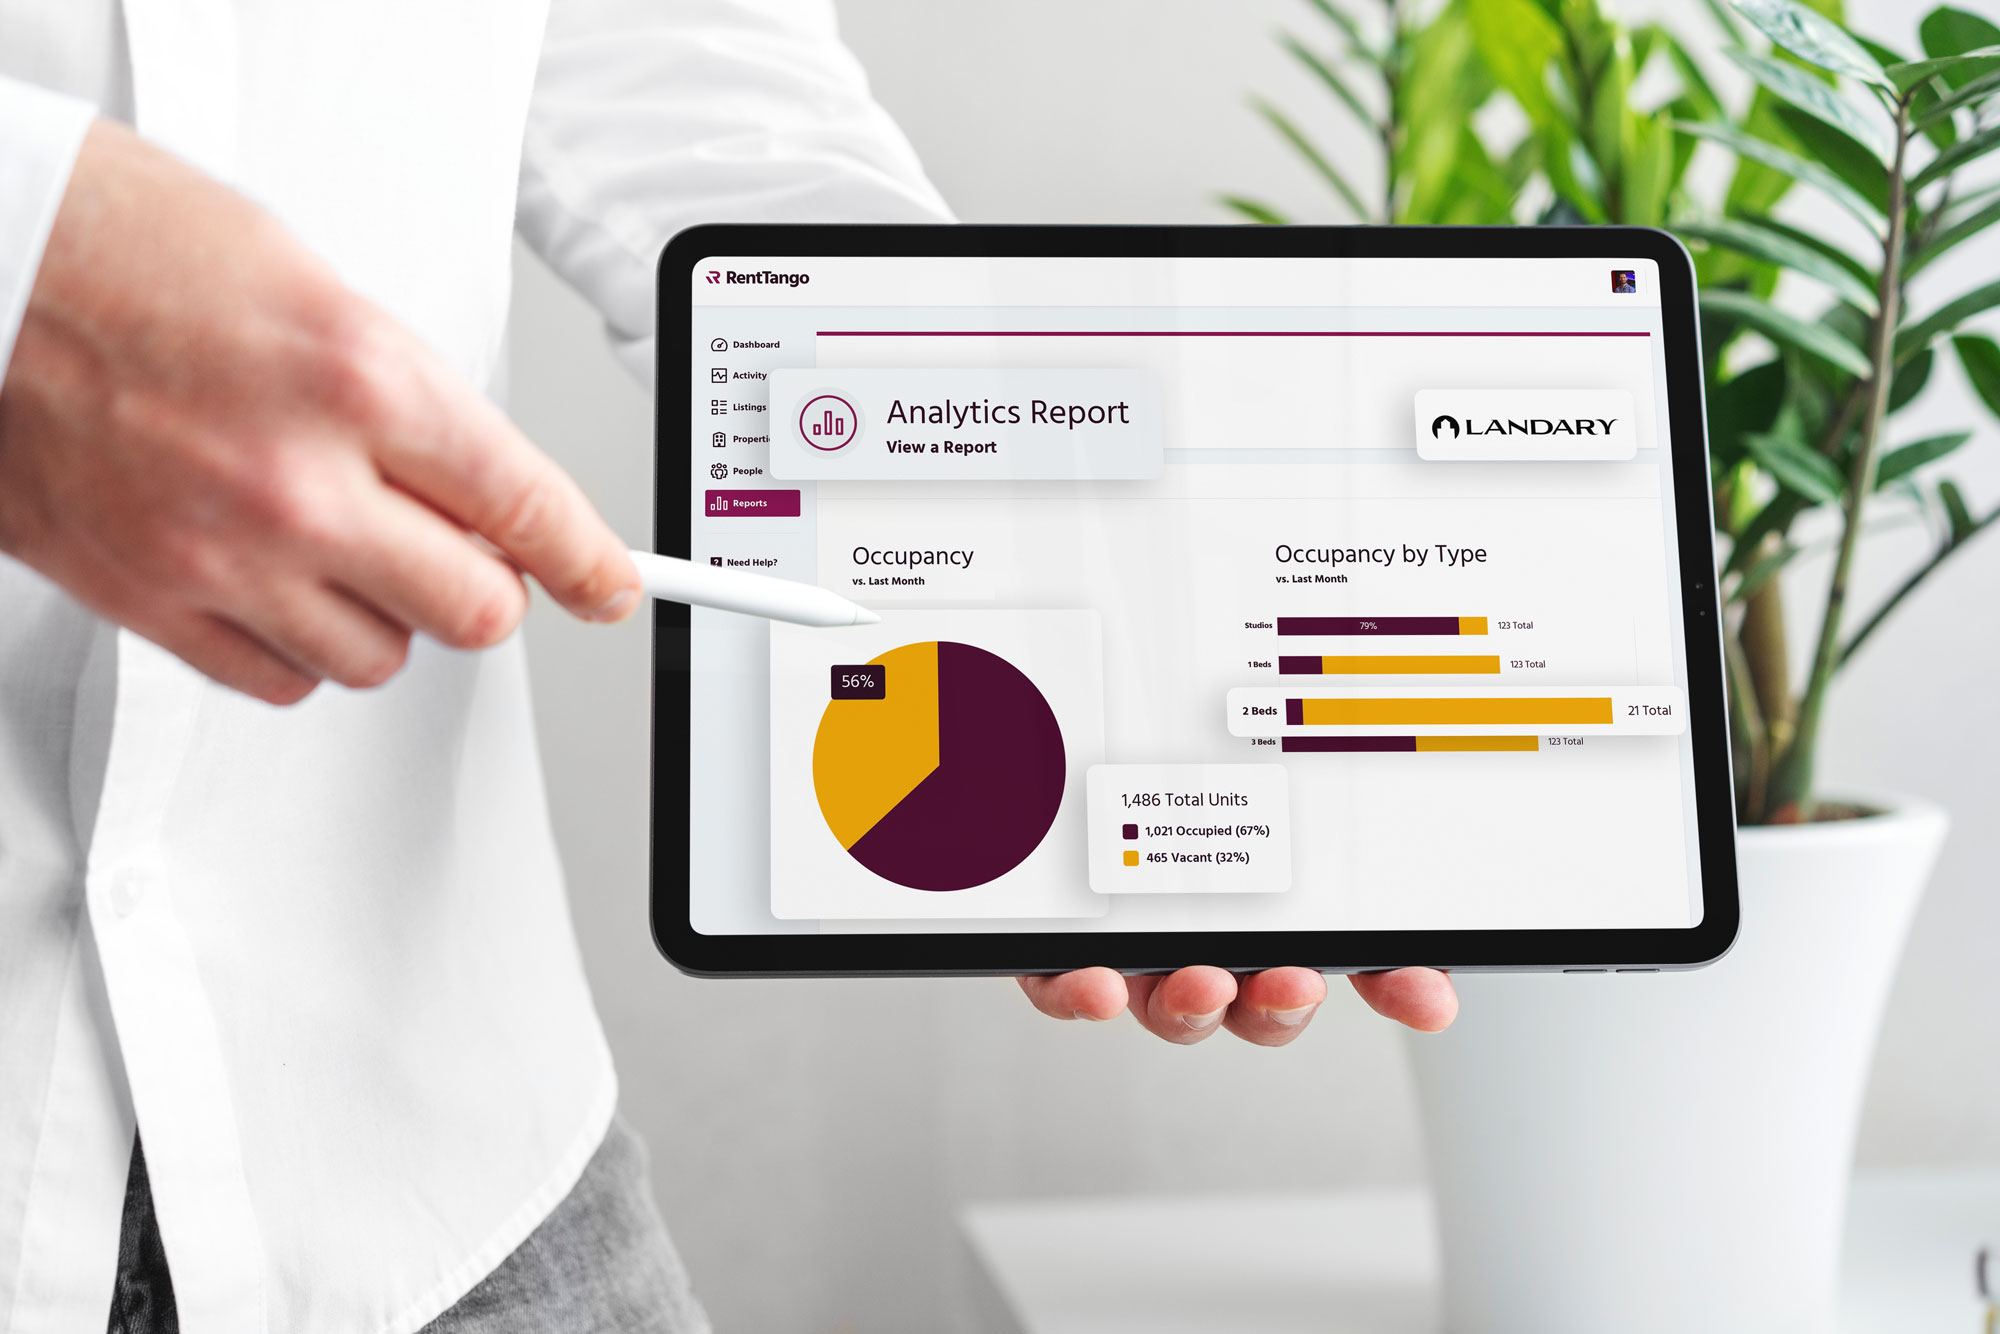 RentTango
Dashboard
Activity
Listings
Properti
People
Reports
Need Help?
Analytics Report
View a Report
LANDARY
Occupancy
vs. Last Month
56%
1,486 Total Units
1,021 Occupied (67%)
465 Vacant (32%)
Occupancy by Type
vs. Last Month
Studios 79% 123 Total
1 Beds 123 Total
2 Beds 21 Total
3 Beds 123 Total